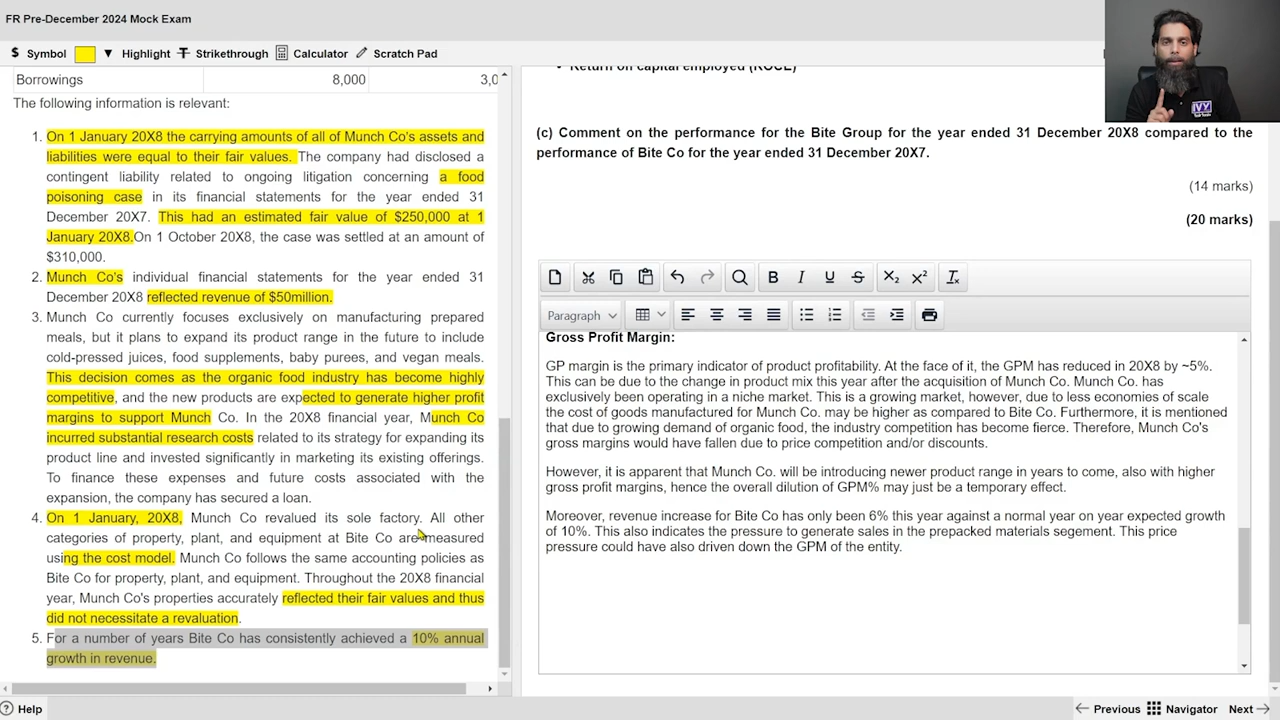 FR Pre-December 2024 Mock Exam
$ Symbol ▼ Highlight T Strikethrough Calculator Scratch Pad
Borrowings 8,000 3,0
The following information is relevant:
1. On 1 January 20X8 the carrying amounts of all of Munch Co's assets and
liabilities were equal to their fair values. The company had disclosed a
contingent liability related to ongoing litigation concerning a food
poisoning case in its financial statements for the year ended 31
December 20X7. This had an estimated fair value of $250,000 at 1
January 20X8.On 1 October 20X8, the case was settled at an amount of
$310,000.
2. Munch Co's individual financial statements for the year ended 31
December 20X8 reflected revenue of $50million.
3. Munch Co currently focuses exclusively on manufacturing prepared
meals, but it plans to expand its product range in the future to include
cold-pressed juices, food supplements, baby purees, and vegan meals.
This decision comes as the organic food industry has become highly
competitive, and the new products are expected to generate higher profit
margins to support Munch Co. In the 20X8 financial year, Munch Co
incurred substantial research costs related to its strategy for expanding its
product line and invested significantly in marketing its existing offerings.
To finance these expenses and future costs associated with the
expansion, the company has secured a loan.
4. On 1 January, 20X8, Munch Co revalued its sole factory. All other
categories of property, plant, and equipment at Bite Co are measured
using the cost model. Munch Co follows the same accounting policies as
Bite Co for property, plant, and equipment. Throughout the 20X8 financial
year, Munch Co's properties accurately reflected their fair values and thus
did not necessitate a revaluation.
5. For a number of years Bite Co has consistently achieved a 10% annual
growth in revenue.
• Return on capital employed (ROCE)
(c) Comment on the performance for the Bite Group for the year ended 31 December 20X8 compared to the
performance of Bite Co for the year ended 31 December 20X7.
(14 marks)
(20 marks)
B I U S X₂ X² Tx
Paragraph
Gross Profit Margin:
GP margin is the primary indicator of product profitability. At the face of it, the GPM has reduced in 20X8 by ~5%.
This can be due to the change in product mix this year after the acquisition of Munch Co. Munch Co. has
exclusively been operating in a niche market. This is a growing market, however, due to less economies of scale
the cost of goods manufactured for Munch Co. may be higher as compared to Bite Co. Furthermore, it is mentioned
that due to growing demand of organic food, the industry competition has become fierce. Therefore, Munch Co's
gross margins would have fallen due to price competition and/or discounts.
However, it is apparent that Munch Co. will be introducing newer product range in years to come, also with higher
gross profit margins, hence the overall dilution of GPM% may just be a temporary effect.
Moreover, revenue increase for Bite Co has only been 6% this year against a normal year on year expected growth
of 10%. This also indicates the pressure to generate sales in the prepacked materials segement. This price
pressure could have also driven down the GPM of the entity.
IVY
Help
Previous Navigator Next